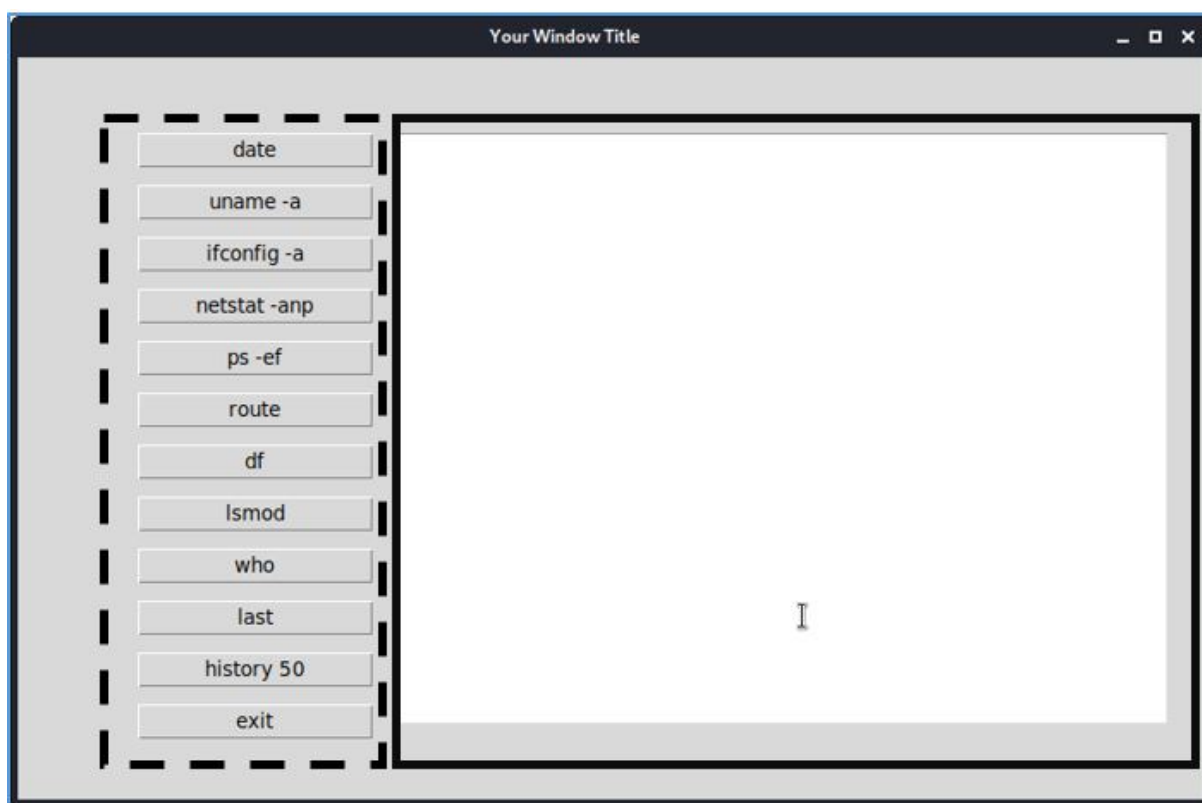 Your Window Title
date
uname -a
ifconfig -a
netstat -anp
ps -ef
route
df
lsmod
who
last
history 50
exit